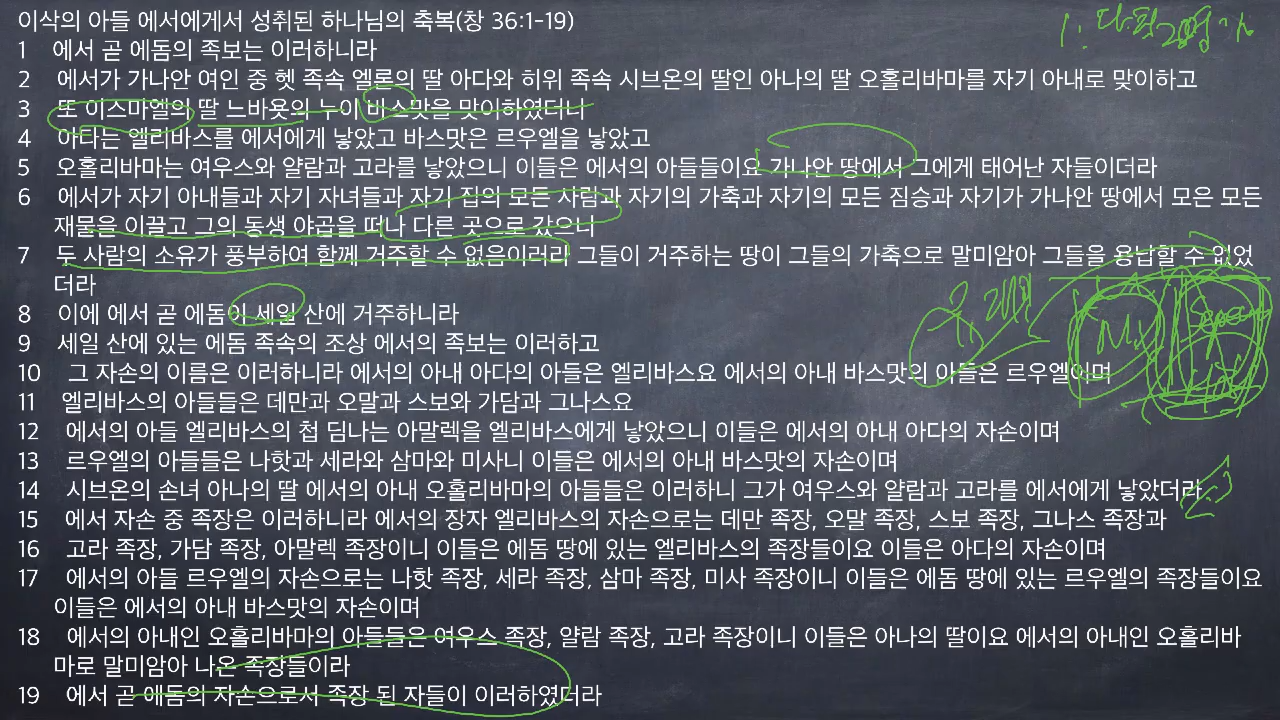 이삭의 아들 에서에게서 성취된 하나님의 축복(창 36:1-19)
1 에서 곧 에돔의 족보는 이러하니라
2 에서가 가나안 여인 중 헷 족속 엘론의 딸 아다와 히위 족속 시브온의 딸인 아나의 딸 오홀리바마를 자기 아내로 맞이하고
3 또 이스마엘의 딸 느바욧의 누이 바스맛을 맞이하였더니
4 아다는 엘리바스를 에서에게 낳았고 바스맛은 르우엘을 낳았고
5 오홀리바마는 여우스와 얄람과 고라를 낳았으니 이들은 에서의 아들들이요 가나안 땅에서 그에게 태어난 자들이더라
6 에서가 자기 아내들과 자기 자녀들과 자기 집의 모든 사람과 자기의 가축과 자기의 모든 짐승과 자기가 가나안 땅에서 모은 모든
재물을 이끌고 그의 동생 야곱을 떠나 다른 곳으로 갔으니
7 두 사람의 소유가 풍부하여 함께 거주할 수 없음이러라 그들이 거주하는 땅이 그들의 가축으로 말미암아 그들을 용납할 수 없었
더라
8 이에 에서 곧 에돔이 세일 산에 거주하니라
9 세일 산에 있는 에돔 족속의 조상 에서의 족보는 이러하고
10 그 자손의 이름은 이러하니라 에서의 아내 아다의 아들은 엘리바스요 에서의 아내 바스맛의 아들은 르우엘이며
11 엘리바스의 아들들은 데만과 오말과 스보와 가담과 그나스요
12 에서의 아들 엘리바스의 첩 딤나는 아말렉을 엘리바스에게 낳았으니 이들은 에서의 아내 아다의 자손이며
13 르우엘의 아들들은 나핫과 세라와 삼마와 미사니 이들은 에서의 아내 바스맛의 자손이며
14 시브온의 손녀 아나의 딸 에서의 아내 오홀리바마의 아들들은 이러하니 그가 여우스와 얄람과 고라를 에서에게 낳았더라
15 에서 자손 중 족장은 이러하니라 에서의 장자 엘리바스의 자손으로는 데만 족장, 오말 족장, 스보 족장, 그나스 족장과
16 고라 족장, 가담 족장, 아말렉 족장이니 이들은 에돔 땅에 있는 엘리바스의 족장들이요 이들은 아다의 자손이며
17 에서의 아들 르우엘의 자손으로는 나핫 족장, 세라 족장, 삼마 족장, 미사 족장이니 이들은 에돔 땅에 있는 르우엘의 족장들이요
이들은 에서의 아내 바스맛의 자손이며
18 에서의 아내인 오홀리바마의 아들들은 여우스 족장, 얄람 족장, 고라 족장이니 이들은 아나의 딸이요 에서의 아내인 오홀리바
마로 말미암아 나온 족장들이라
19 에서 곧 에돔의 자손으로서 족장 된 자들이 이러하였더라